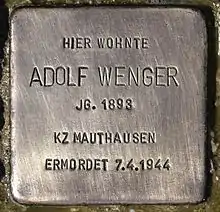 HIER WOHNTE
ADOLF WENGER
JG. 1893
KZ MAUTHAUSEN
ERMORDET 7.4.1944